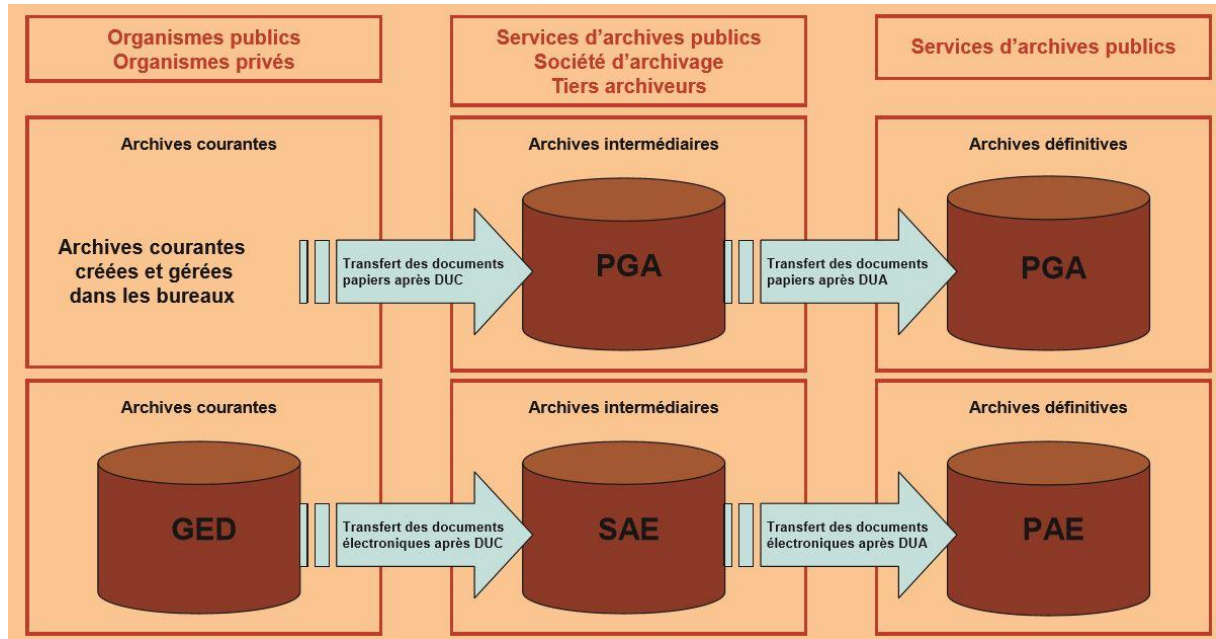 Organismes publics
Organismes privés
Services d'archives publics
Société d'archivage
Tiers archiveurs
Services d'archives publics
Archives courantes
Archives courantes
créées et gérées
dans les bureaux
Transfert des documents
papiers après DUC
Archives intermédiaires
PGA
Transfert des documents
papiers après DUA
Archives définitives
PGA
Archives courantes
GED
Transfert des documents
électroniques après DUC
Archives intermédiaires
SAE
Transfert des documents
électroniques après DUA
Archives définitives
PAE